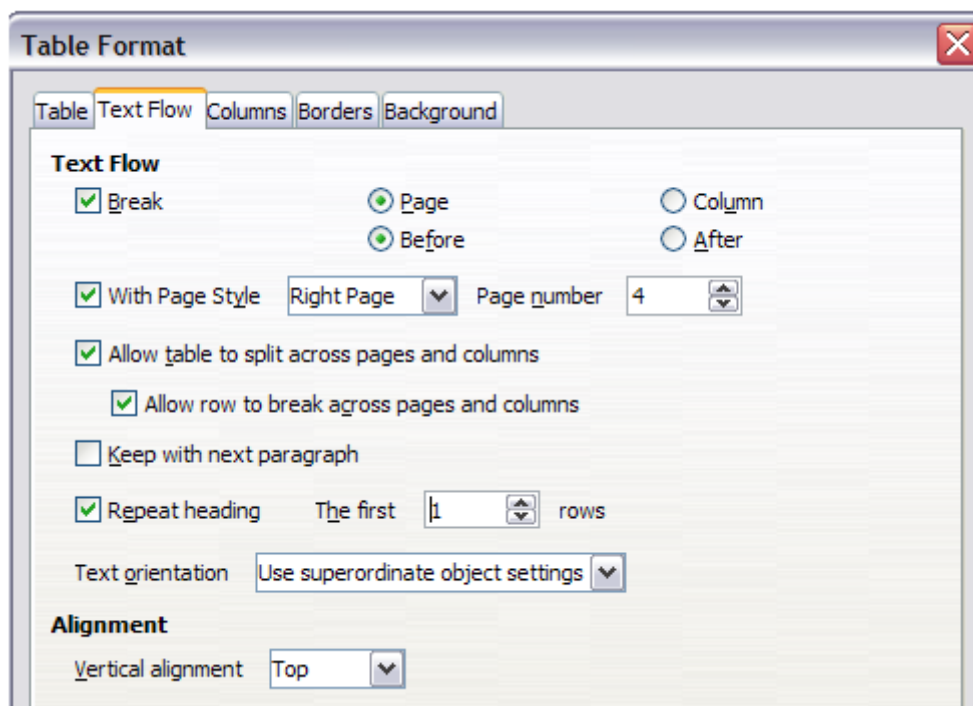 Table Format
Table Text Flow Columns Borders Background
Text Flow
Break Page Column
Before After
With Page Style Right Page Page number 4
Allow table to split across pages and columns
Allow row to break across pages and columns
Keep with next paragraph
Repeat heading The first 1 rows
Text orientation Use superordinate object settings
Alignment
Vertical alignment Top